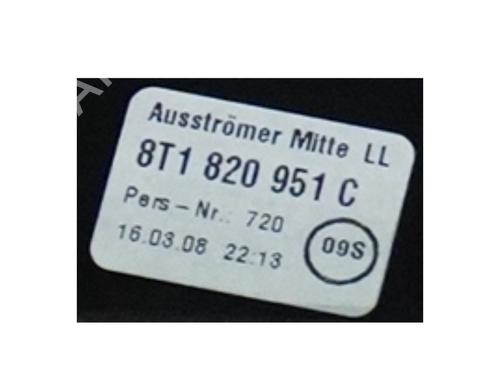 Ausströmer Mitte LL
8T1 820 951 C
Pers-Nr.: 720
16.03.08 22:13
09S